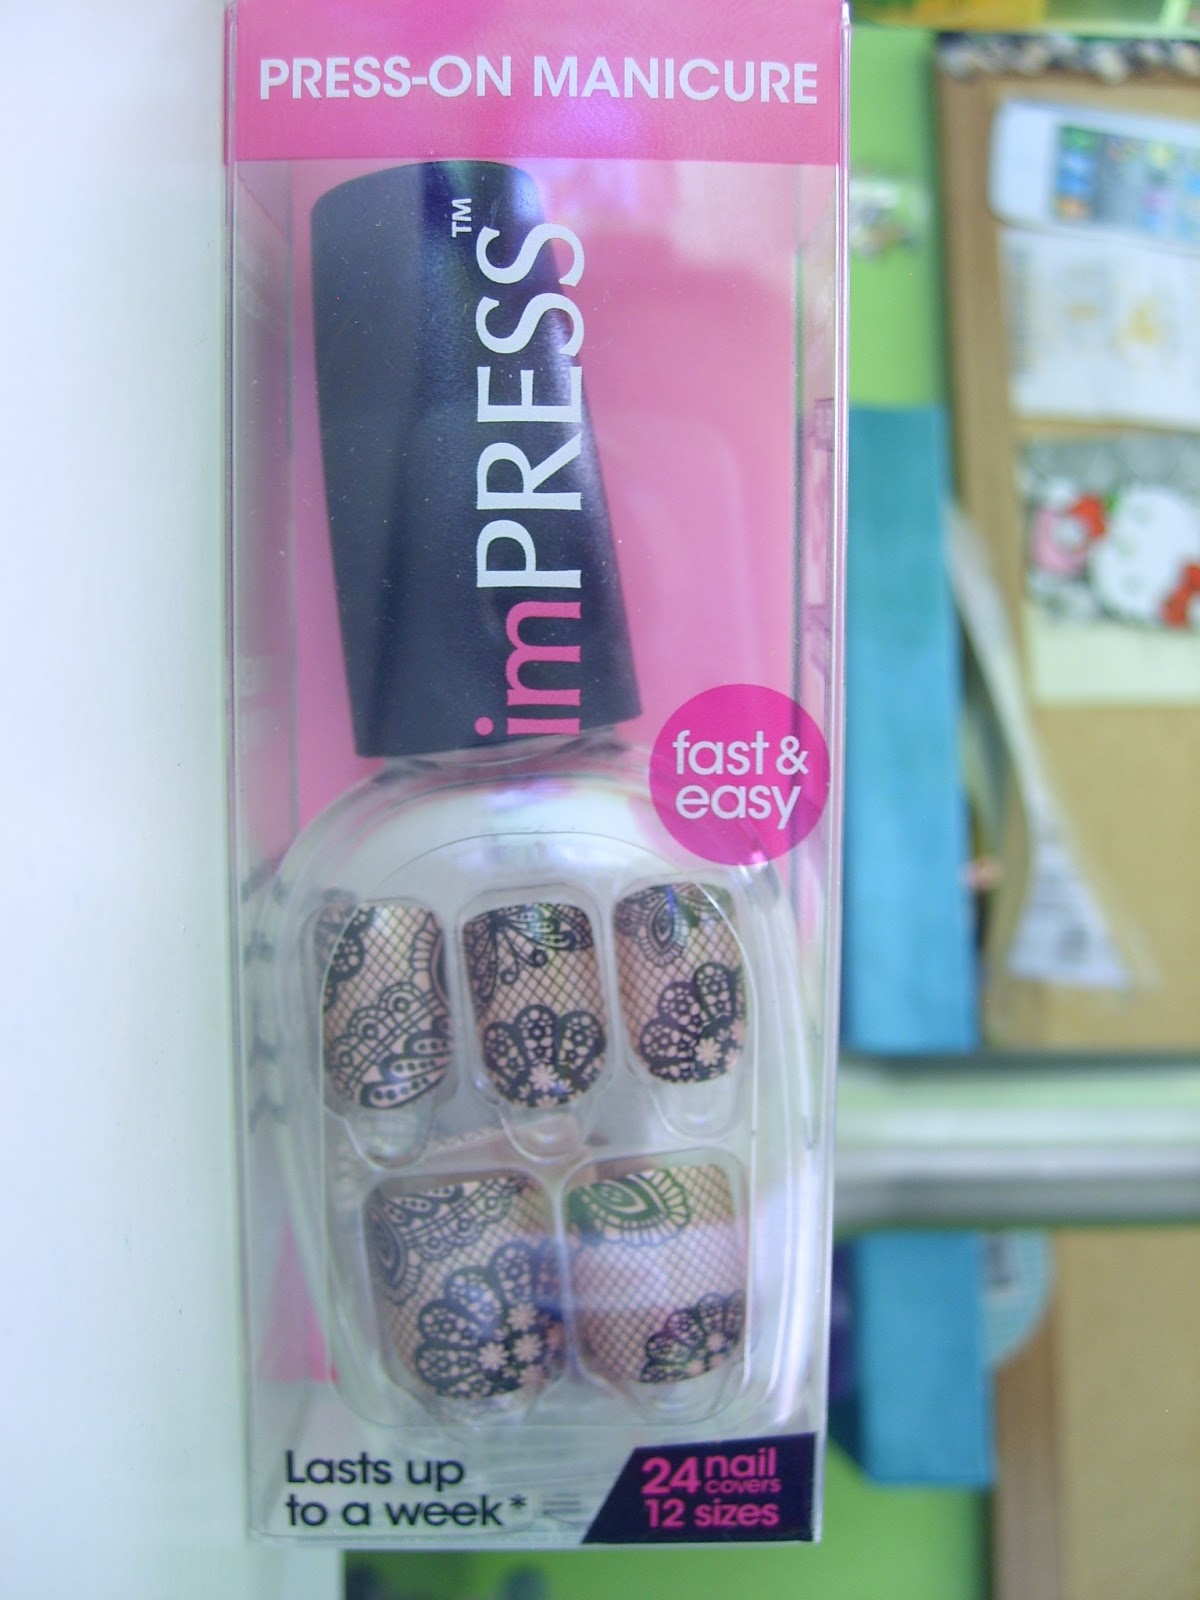 PRESS-ON MANICURE
imPRESS™
fast &
easy
Lasts up
to a week*
24 nail
covers
12 sizes